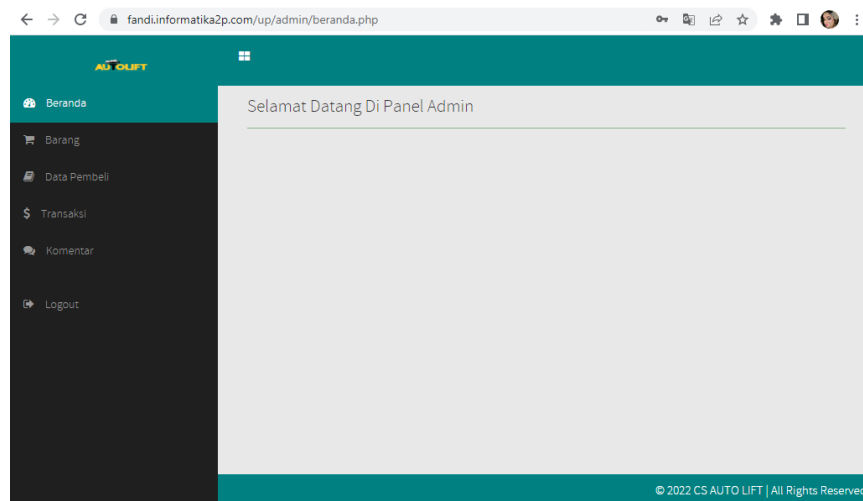 fandi.informatika2p.com/up/admin/beranda.php
AUTOLIFT
Beranda
Selamat Datang Di Panel Admin
Barang
Data Pembeli
Transaksi
Komentar
Logout
© 2022 CS AUTO LIFT | All Rights Reserved